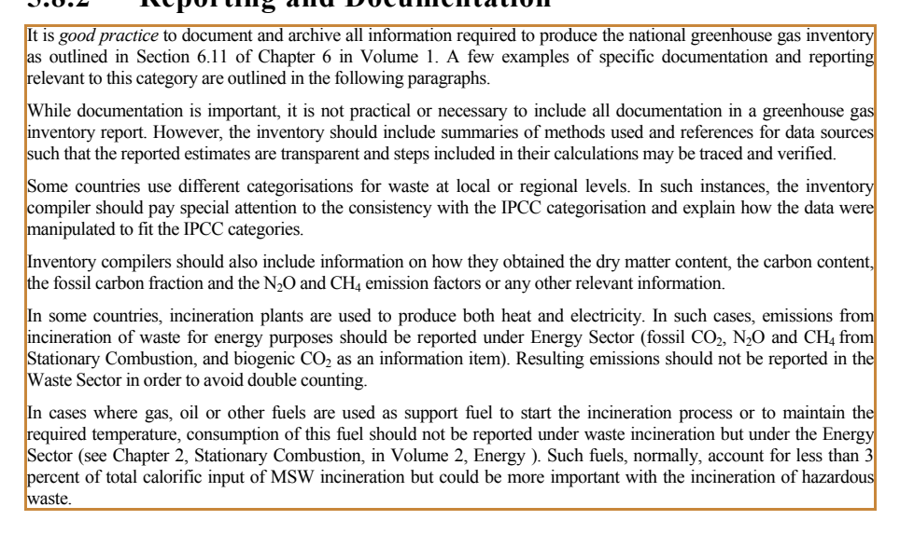 5.8.2 Reporting and Documentation
It is good practice to document and archive all information required to produce the national greenhouse gas inventory
as outlined in Section 6.11 of Chapter 6 in Volume 1. A few examples of specific documentation and reporting
relevant to this category are outlined in the following paragraphs.
While documentation is important, it is not practical or necessary to include all documentation in a greenhouse gas
inventory report. However, the inventory should include summaries of methods used and references for data sources
such that the reported estimates are transparent and steps included in their calculations may be traced and verified.
Some countries use different categorisations for waste at local or regional levels. In such instances, the inventory
compiler should pay special attention to the consistency with the IPCC categorisation and explain how the data were
manipulated to fit the IPCC categories.
Inventory compilers should also include information on how they obtained the dry matter content, the carbon content,
the fossil carbon fraction and the N₂O and CH₄ emission factors or any other relevant information.
In some countries, incineration plants are used to produce both heat and electricity. In such cases, emissions from
incineration of waste for energy purposes should be reported under Energy Sector (fossil CO₂, N₂O and CH₄ from
Stationary Combustion, and biogenic CO₂ as an information item). Resulting emissions should not be reported in the
Waste Sector in order to avoid double counting.
In cases where gas, oil or other fuels are used as support fuel to start the incineration process or to maintain the
required temperature, consumption of this fuel should not be reported under waste incineration but under the Energy
Sector (see Chapter 2, Stationary Combustion, in Volume 2, Energy ). Such fuels, normally, account for less than 3
percent of total calorific input of MSW incineration but could be more important with the incineration of hazardous
waste.